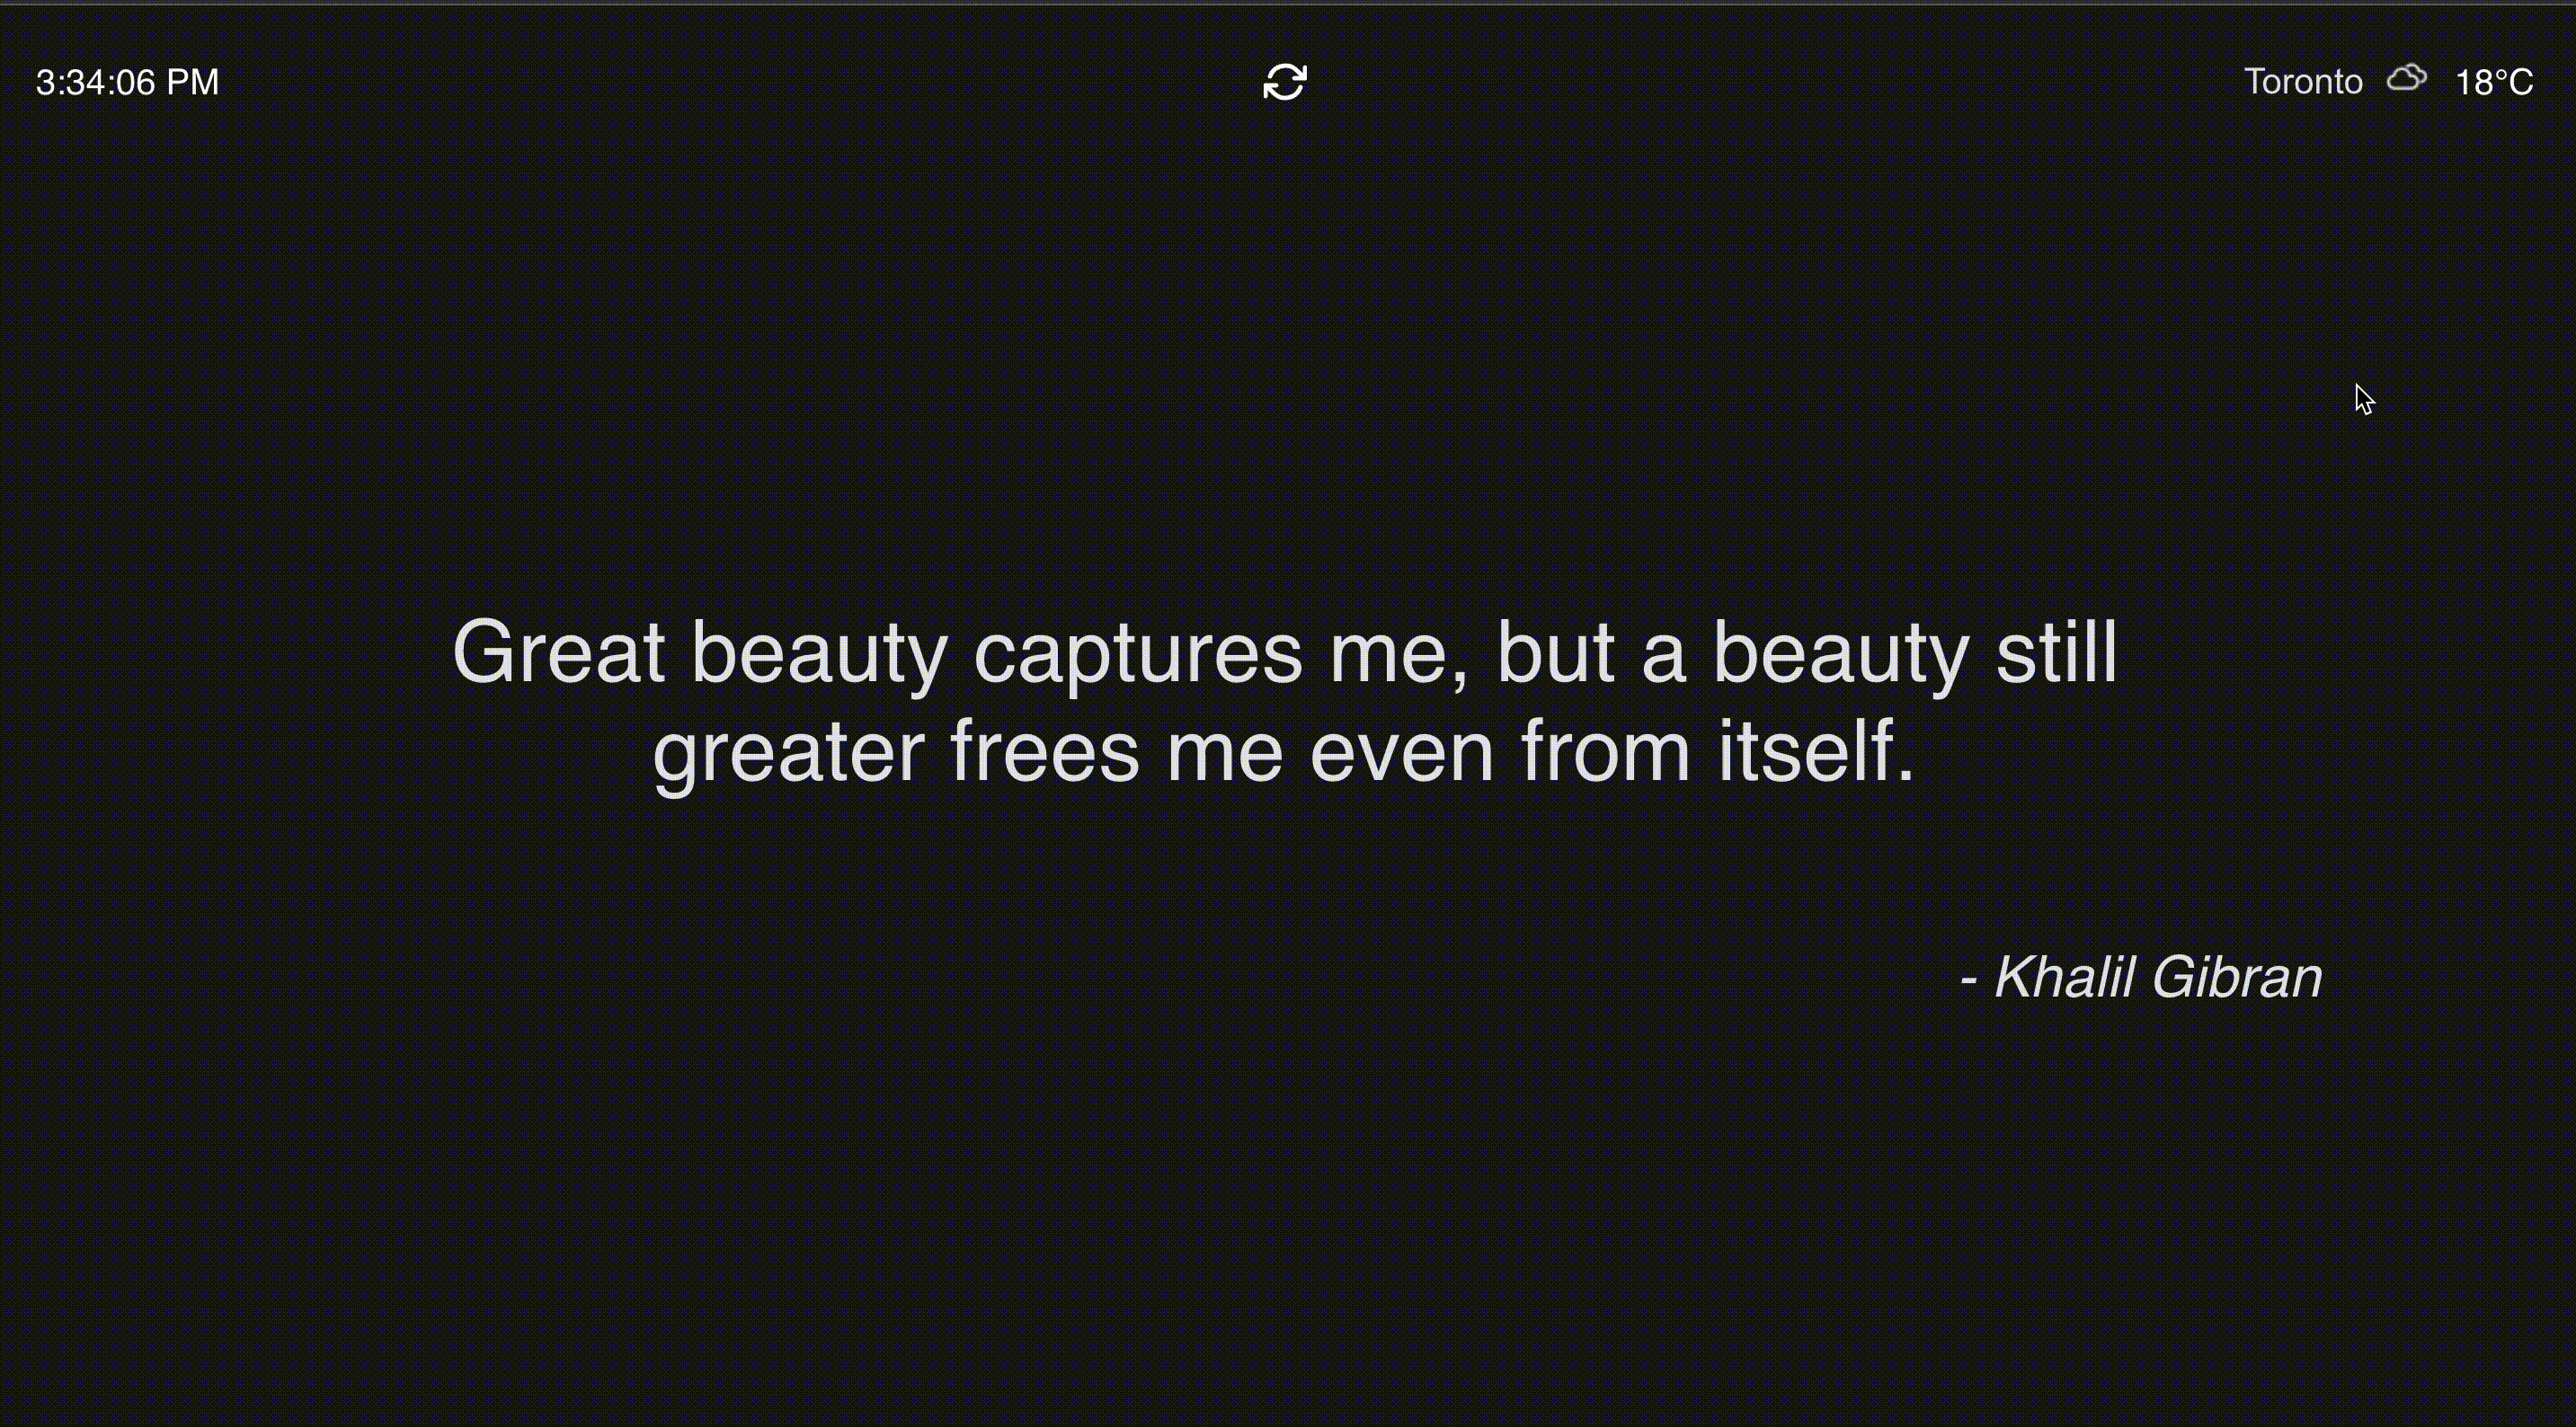 3:34:06 PM
Toronto 18°C
Great beauty captures me, but a beauty still
greater frees me even from itself.
- Khalil Gibran